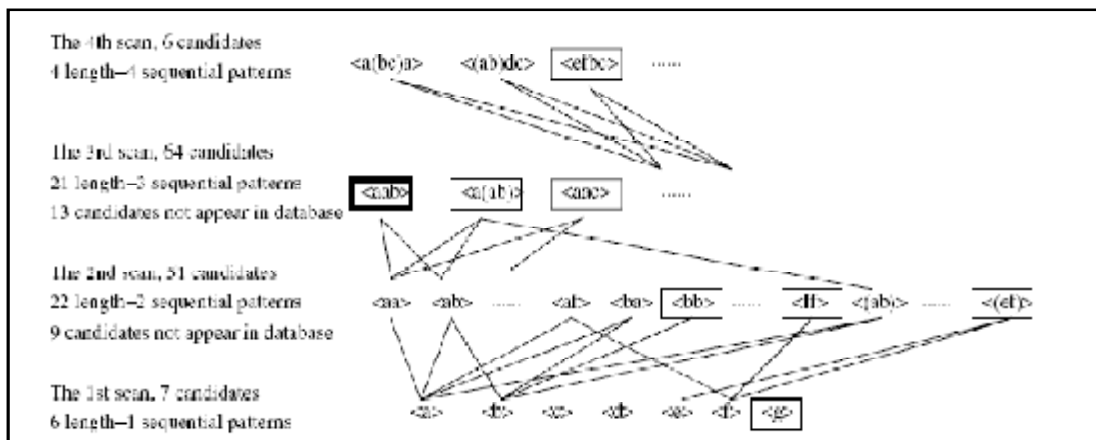 The 4th scan, 6 candidates
4 length–4 sequential patterns
<a(bc)a> <(ab)dc> <efbc> ......
The 3rd scan, 64 candidates
21 length–3 sequential patterns
13 candidates not appear in database
<aab> <a(ab)> <aac> ......
The 2nd scan, 51 candidates
22 length–2 sequential patterns
9 candidates not appear in database
<aa> <ab> ...... <af> <ba> <bb> ...... <ff> <(ab)> ...... <(ef)>
The 1st scan, 7 candidates
6 length–1 sequential patterns
<a> <b> <c> <d> <e> <f> <g>